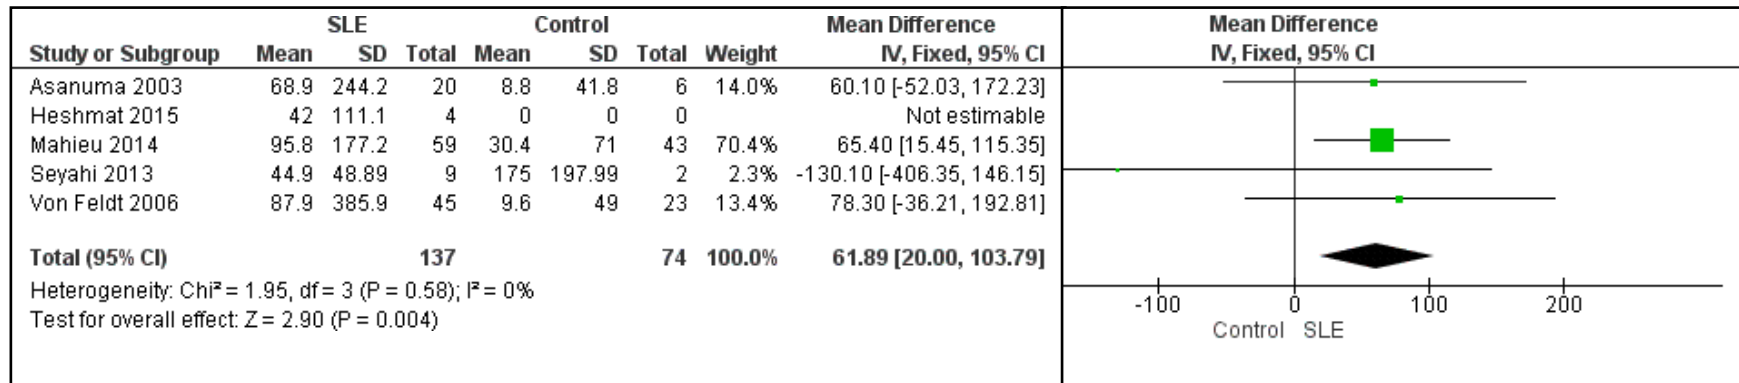 SLE Control Mean Difference Mean Difference
Study or Subgroup Mean SD Total Mean SD Total Weight IV, Fixed, 95% CI IV, Fixed, 95% CI
Asanuma 2003 68.9 244.2 20 8.8 41.8 6 14.0% 60.10 [-52.03, 172.23]
Heshmat 2015 42 111.1 4 0 0 0 Not estimable
Mahieu 2014 95.8 177.2 59 30.4 71 43 70.4% 65.40 [15.45, 115.35]
Seyahi 2013 44.9 48.89 9 175 197.99 2 2.3% -130.10 [-406.35, 146.15]
Von Feldt 2006 87.9 385.9 45 9.6 49 23 13.4% 78.30 [-36.21, 192.81]
Total (95% CI) 137 74 100.0% 61.89 [20.00, 103.79]
Heterogeneity: Chi² = 1.95, df = 3 (P = 0.58); I² = 0%
Test for overall effect: Z = 2.90 (P = 0.004)
-100 0 100 200
Control SLE